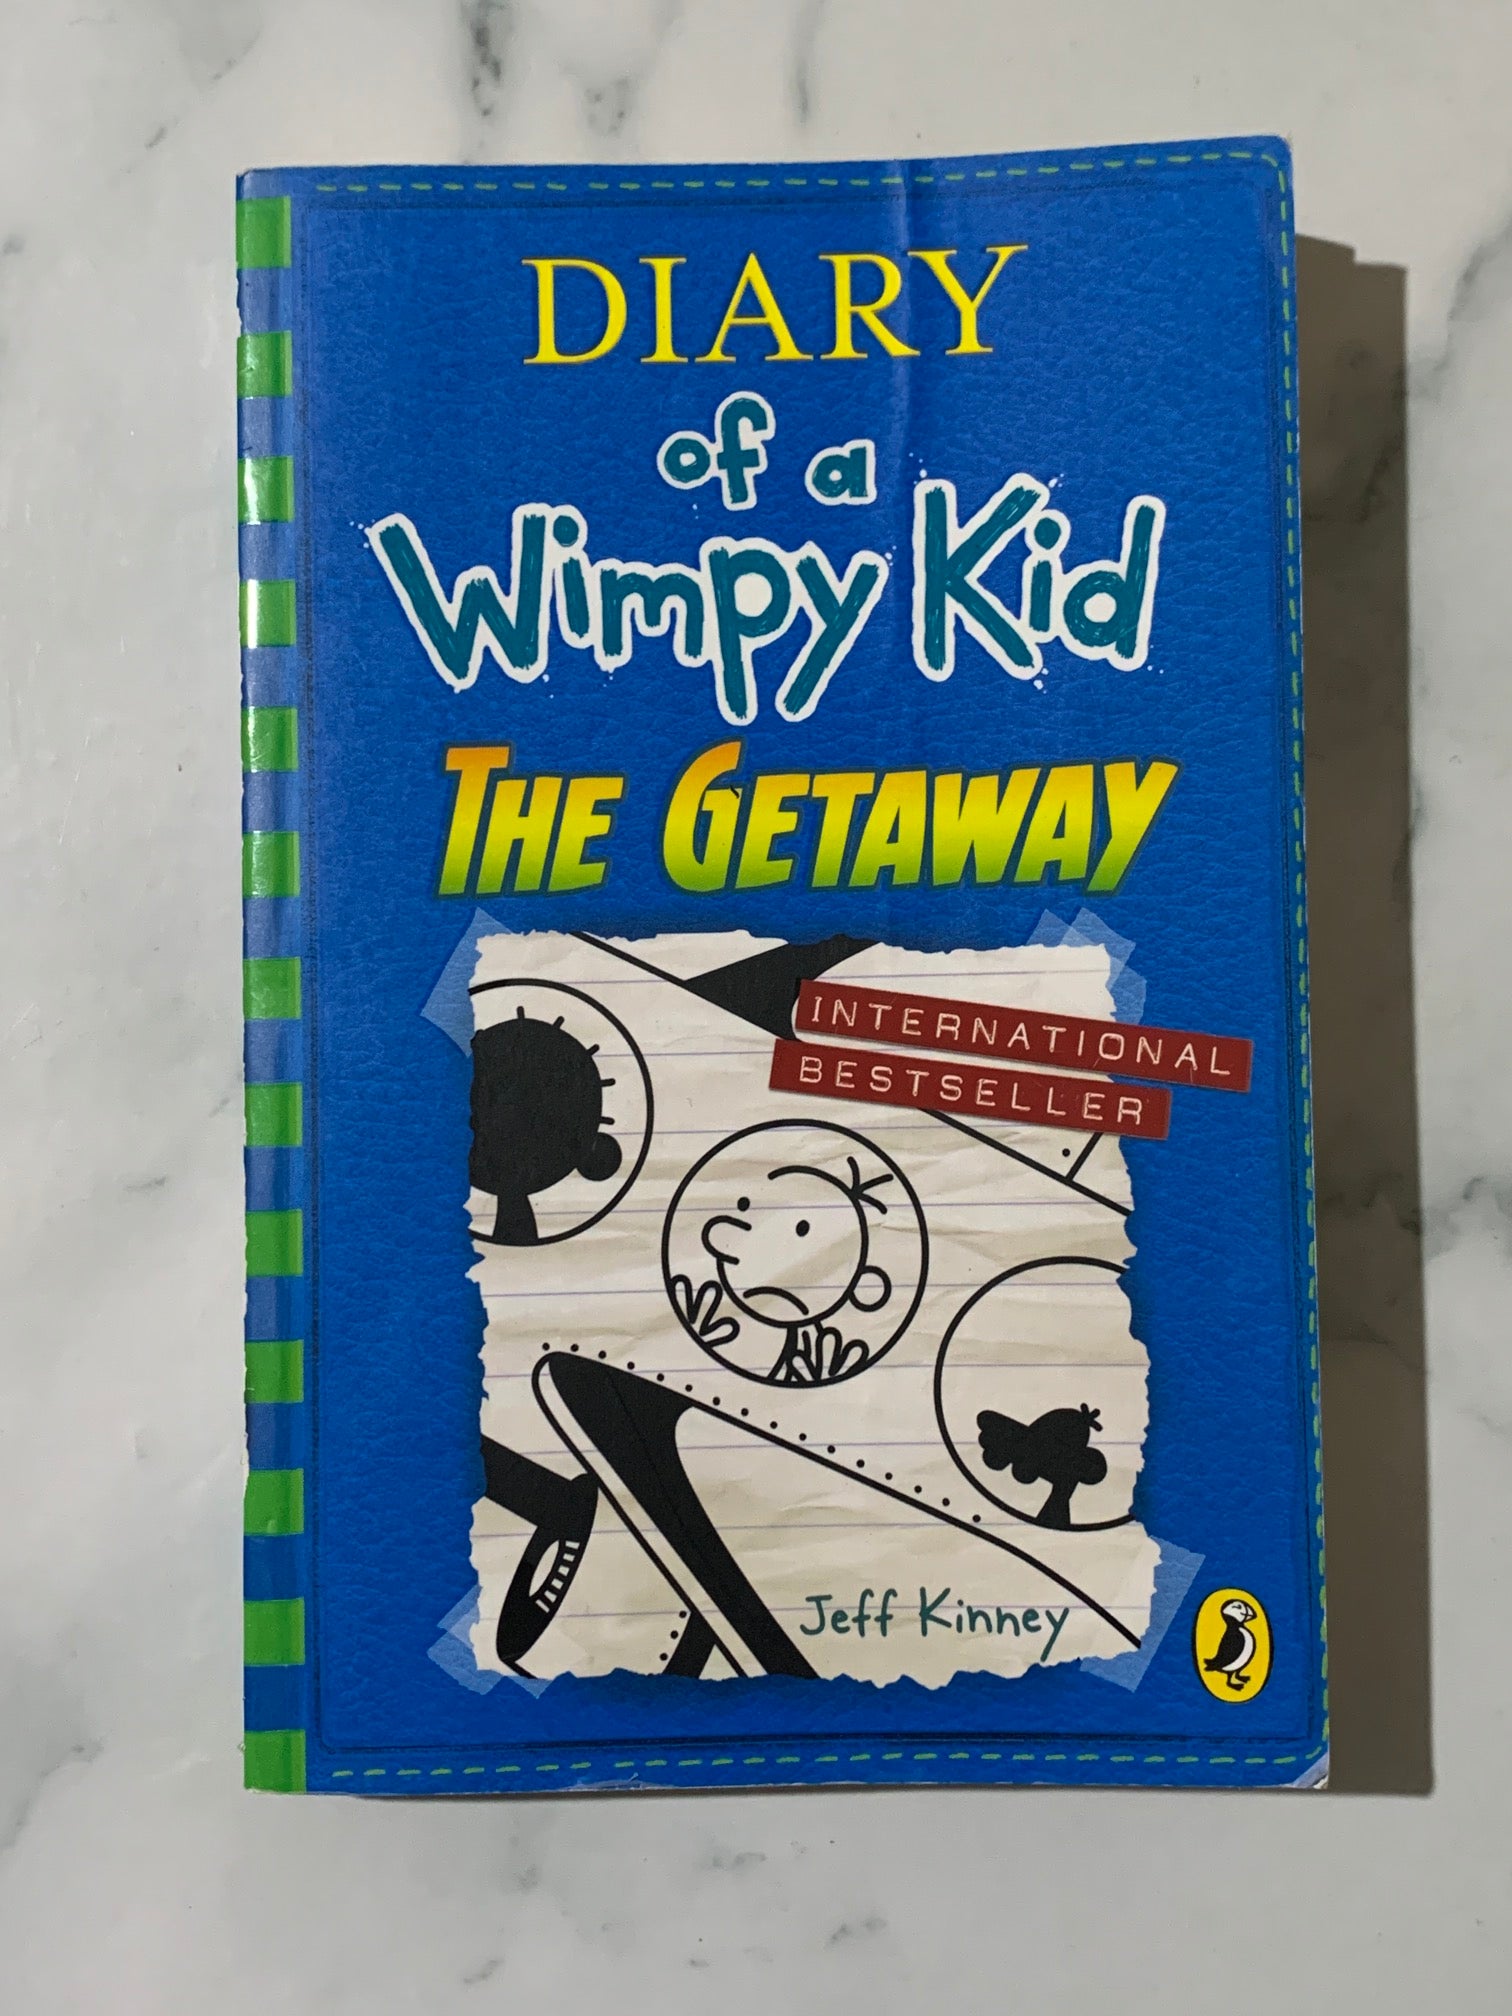 DIARY
of a
Wimpy Kid
THE GETAWAY
INTERNATIONAL
BESTSELLER
Jeff Kinney